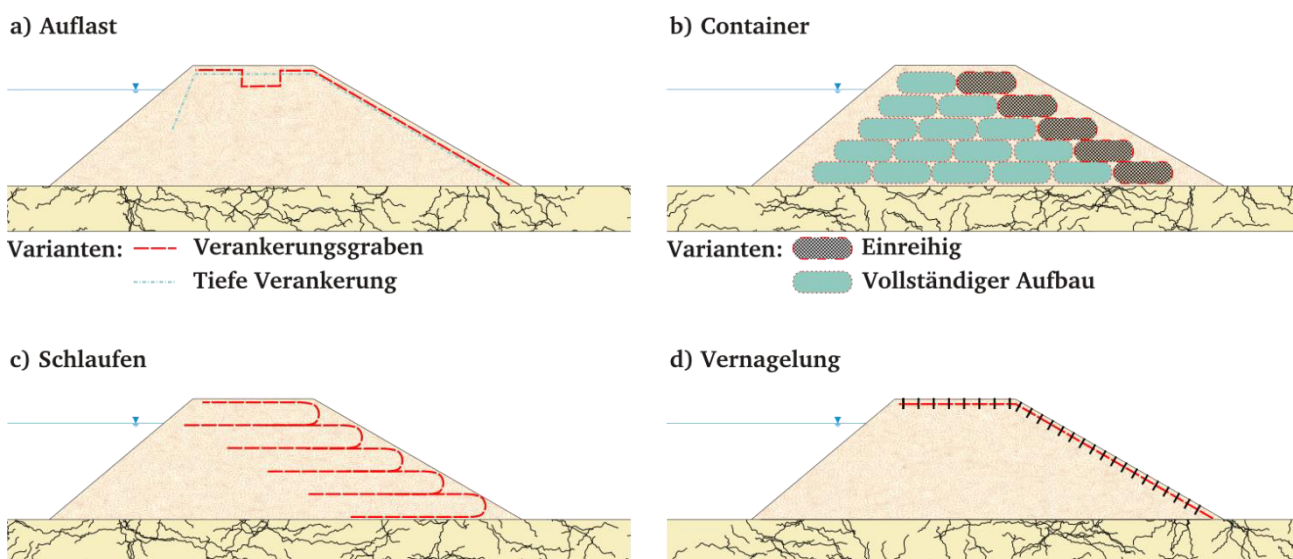 a) Auflast
b) Container
Varianten: Verankerungsgraben
Tiefe Verankerung
Varianten: Einreihig
Vollständiger Aufbau
c) Schlaufen
d) Vernagelung